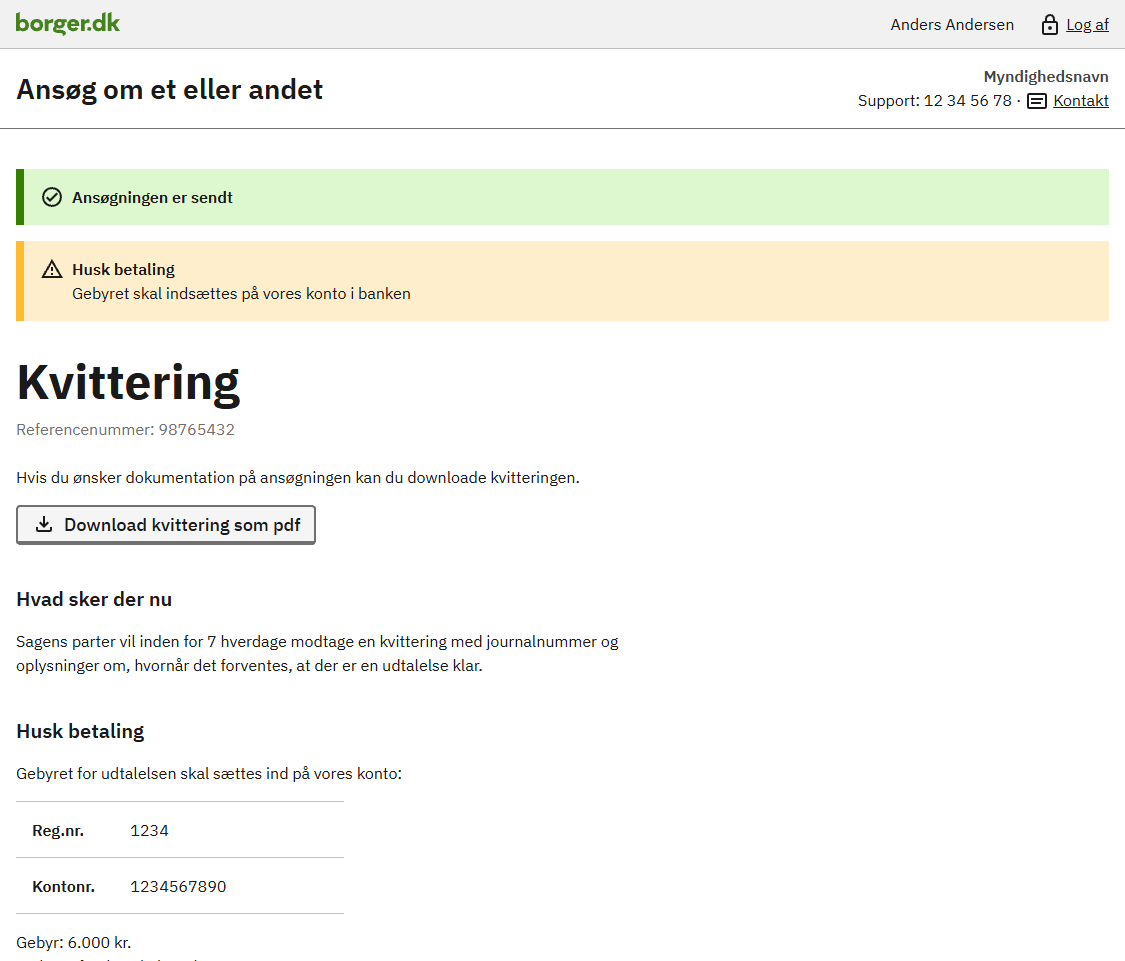 borger.dk
Anders Andersen
Log af
Ansøg om et eller andet
Myndighedsnavn
Support: 12 34 56 78 · Kontakt
Ansøgningen er sendt
Husk betaling
Gebyret skal indsættes på vores konto i banken
Kvittering
Referencenummer: 98765432
Hvis du ønsker dokumentation på ansøgningen kan du downloade kvitteringen.
Download kvittering som pdf
Hvad sker der nu
Sagens parter vil inden for 7 hverdage modtage en kvittering med journalnummer og
oplysninger om, hvornår det forventes, at der er en udtalelse klar.
Husk betaling
Gebyret for udtalelsen skal sættes ind på vores konto:
Reg.nr. 1234
Kontonr. 1234567890
Gebyr: 6.000 kr.